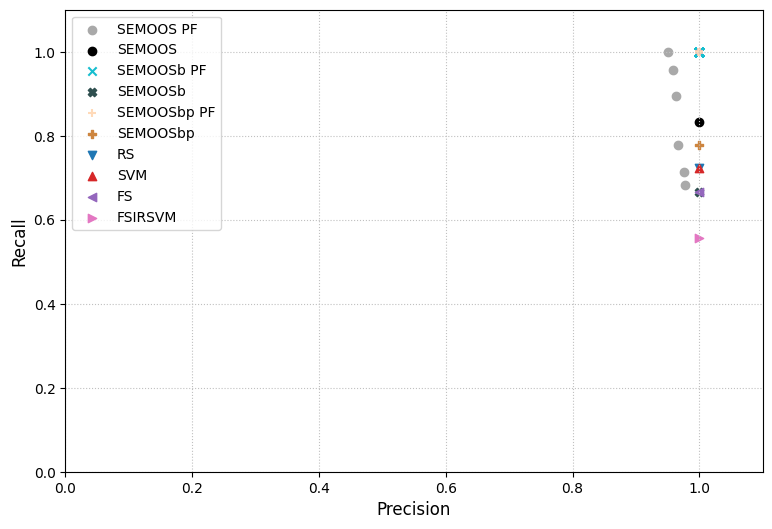 SEMOOS PF
SEMOOS
SEMOOSb PF
SEMOOSb
SEMOOSbp PF
SEMOOSbp
RS
SVM
FS
FSIRSVM
Recall
1.0
0.8
0.6
0.4
0.2
0.0
0.0 0.2 0.4 0.6 0.8 1.0
Precision